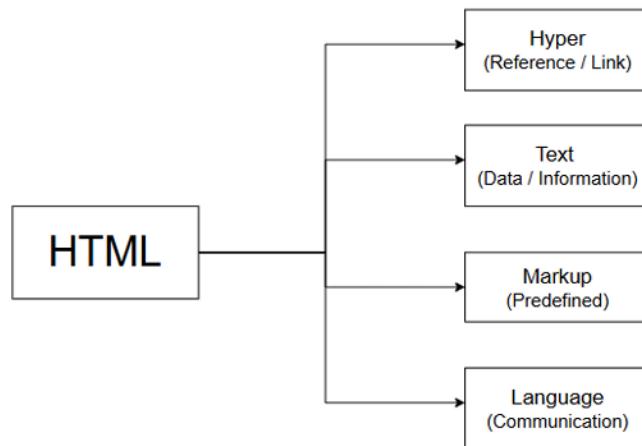 HTML
Hyper
(Reference / Link)
Text
(Data / Information)
Markup
(Predefined)
Language
(Communication)